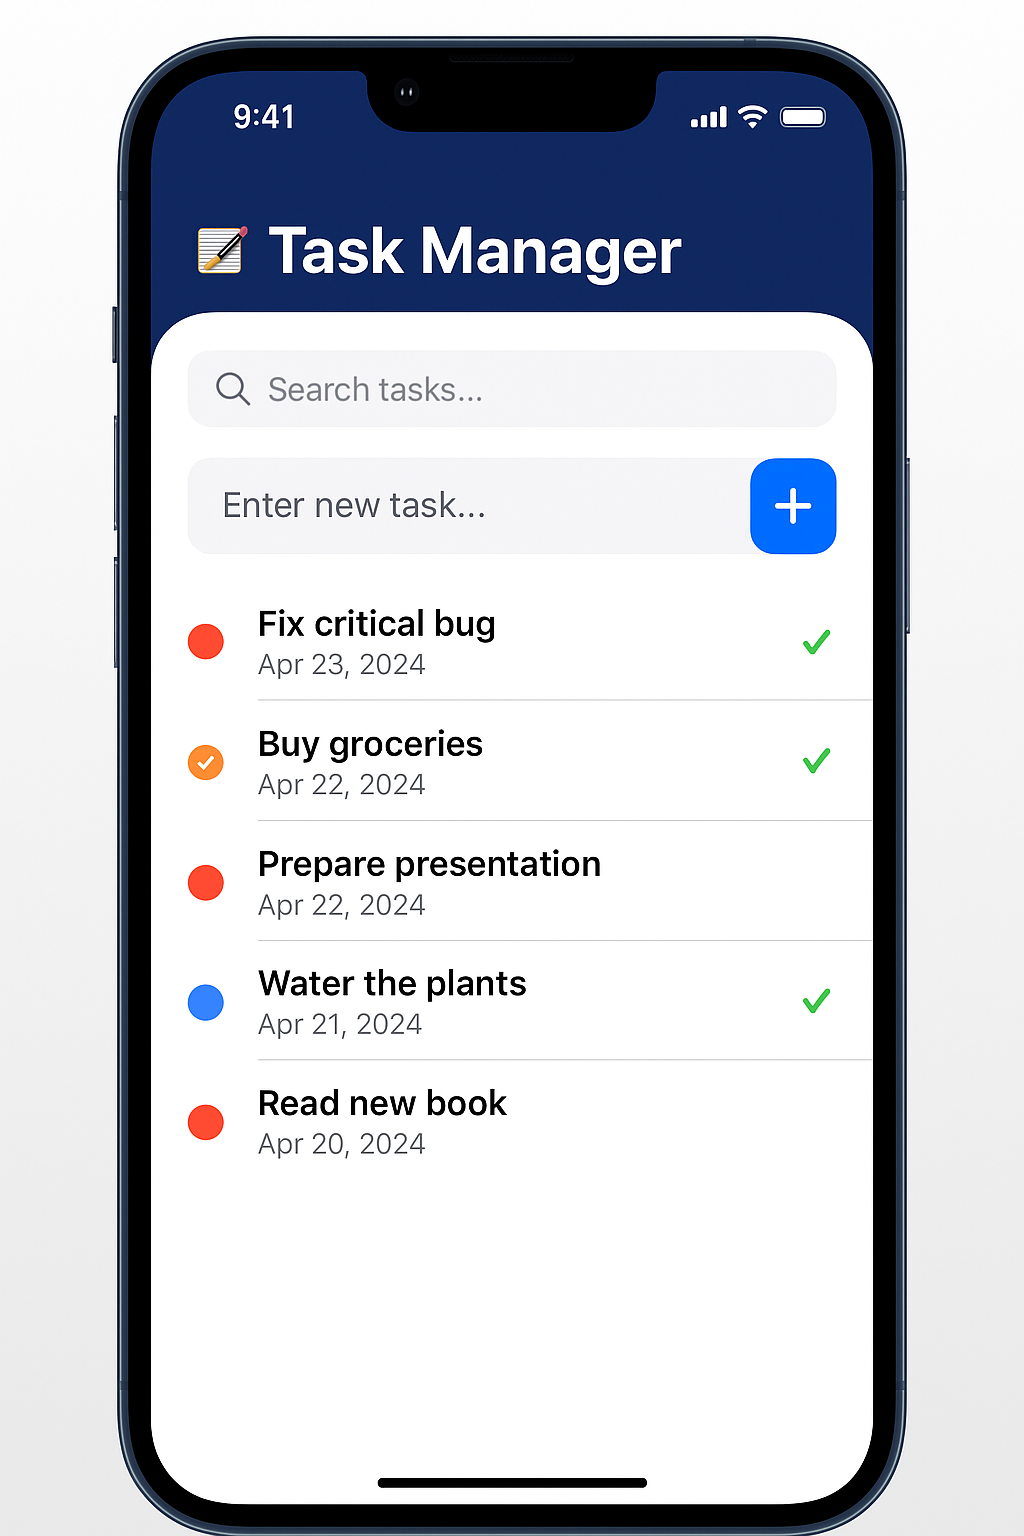 9:41
Task Manager
Search tasks...
Enter new task...
Fix critical bug
Apr 23, 2024
Buy groceries
Apr 22, 2024
Prepare presentation
Apr 22, 2024
Water the plants
Apr 21, 2024
Read new book
Apr 20, 2024